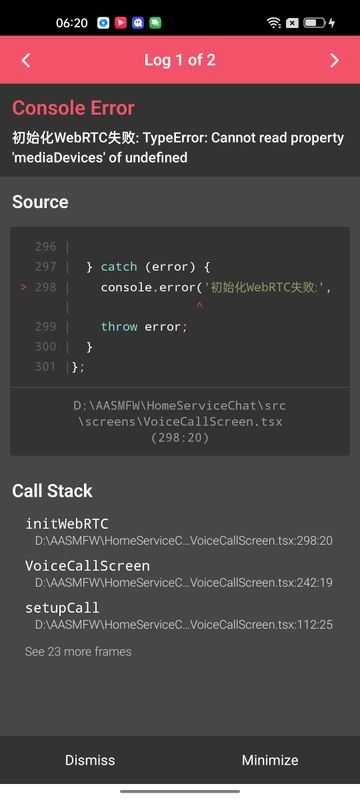 06:20
Log 1 of 2
Console Error
初始化WebRTC失败: TypeError: Cannot read property
'mediaDevices' of undefined
Source
296 |
297 |   } catch (error) {
> 298 |     console.error('初始化WebRTC失败:',
|                   ^
299 |     throw error;
300 |   }
301 | };
D:\AASMFW\HomeServiceChat\src
\screens\VoiceCallScreen.tsx
(298:20)
Call Stack
initWebRTC
D:\AASMFW\HomeServiceC...VoiceCallScreen.tsx:298:20
VoiceCallScreen
D:\AASMFW\HomeServiceC...VoiceCallScreen.tsx:242:19
setupCall
D:\AASMFW\HomeServiceC...VoiceCallScreen.tsx:112:25
See 23 more frames
Dismiss
Minimize